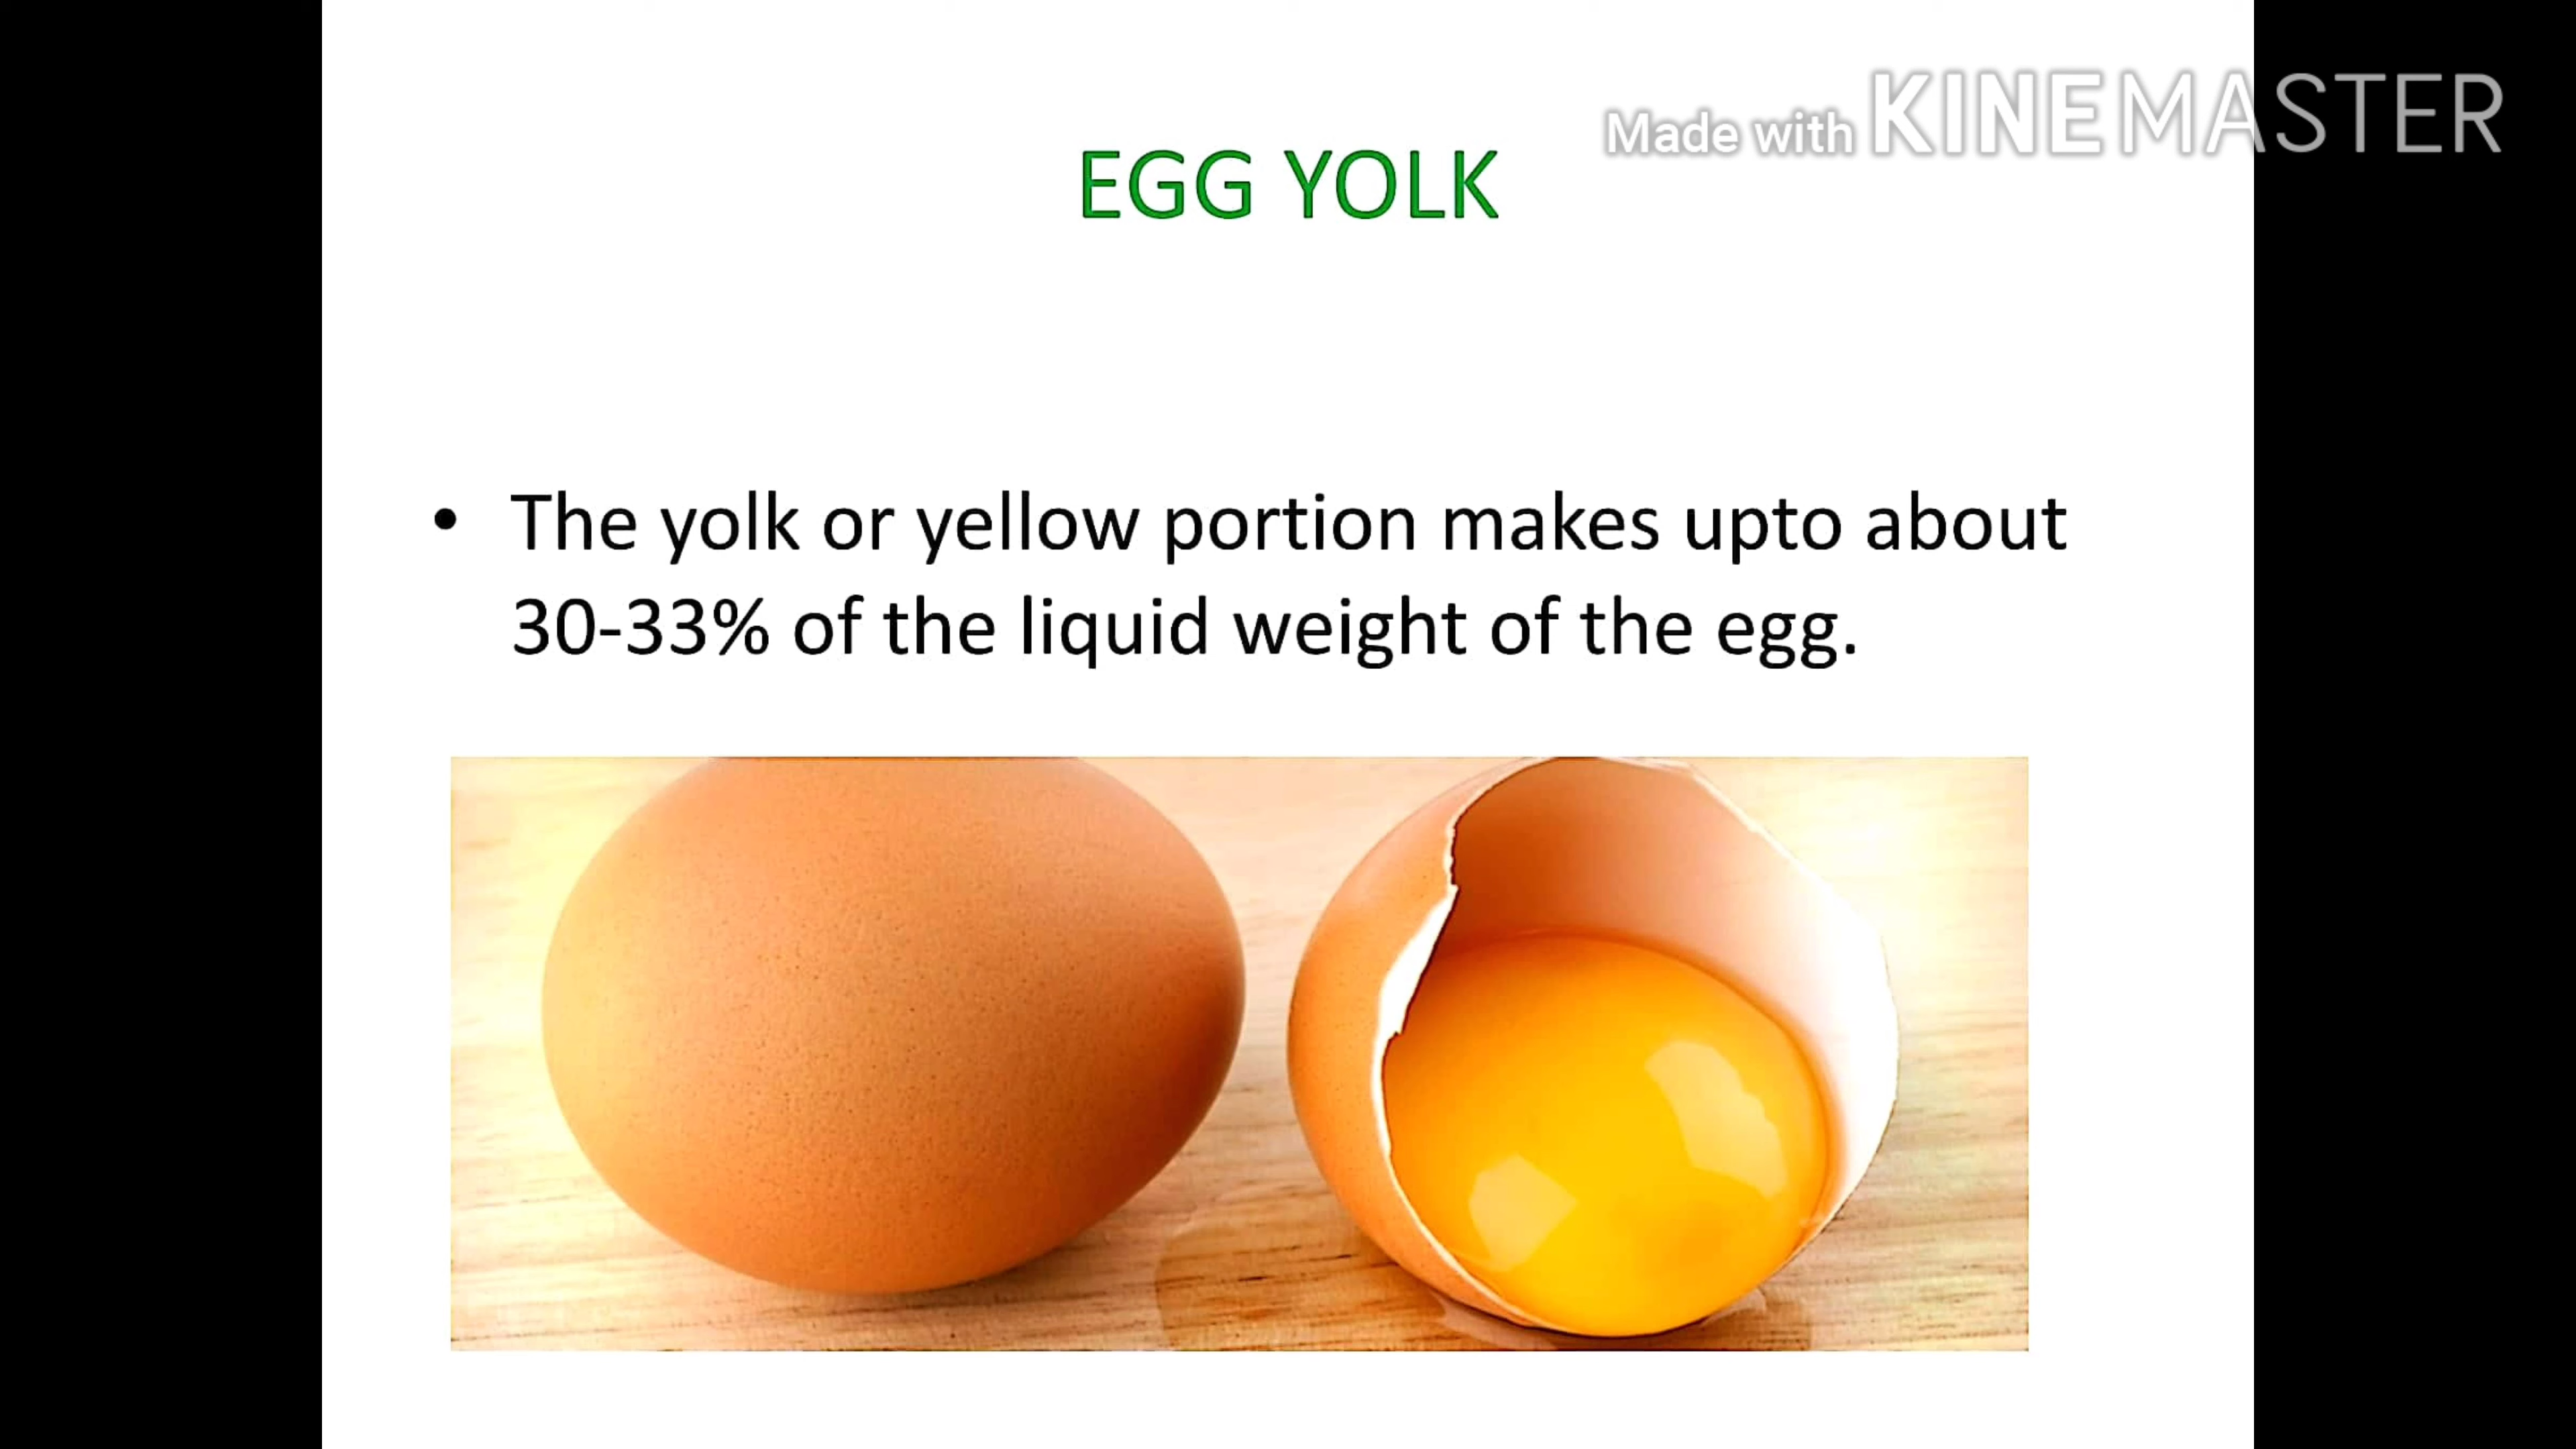 Made with KINEMASTER
EGG YOLK
• The yolk or yellow portion makes upto about
30-33% of the liquid weight of the egg.